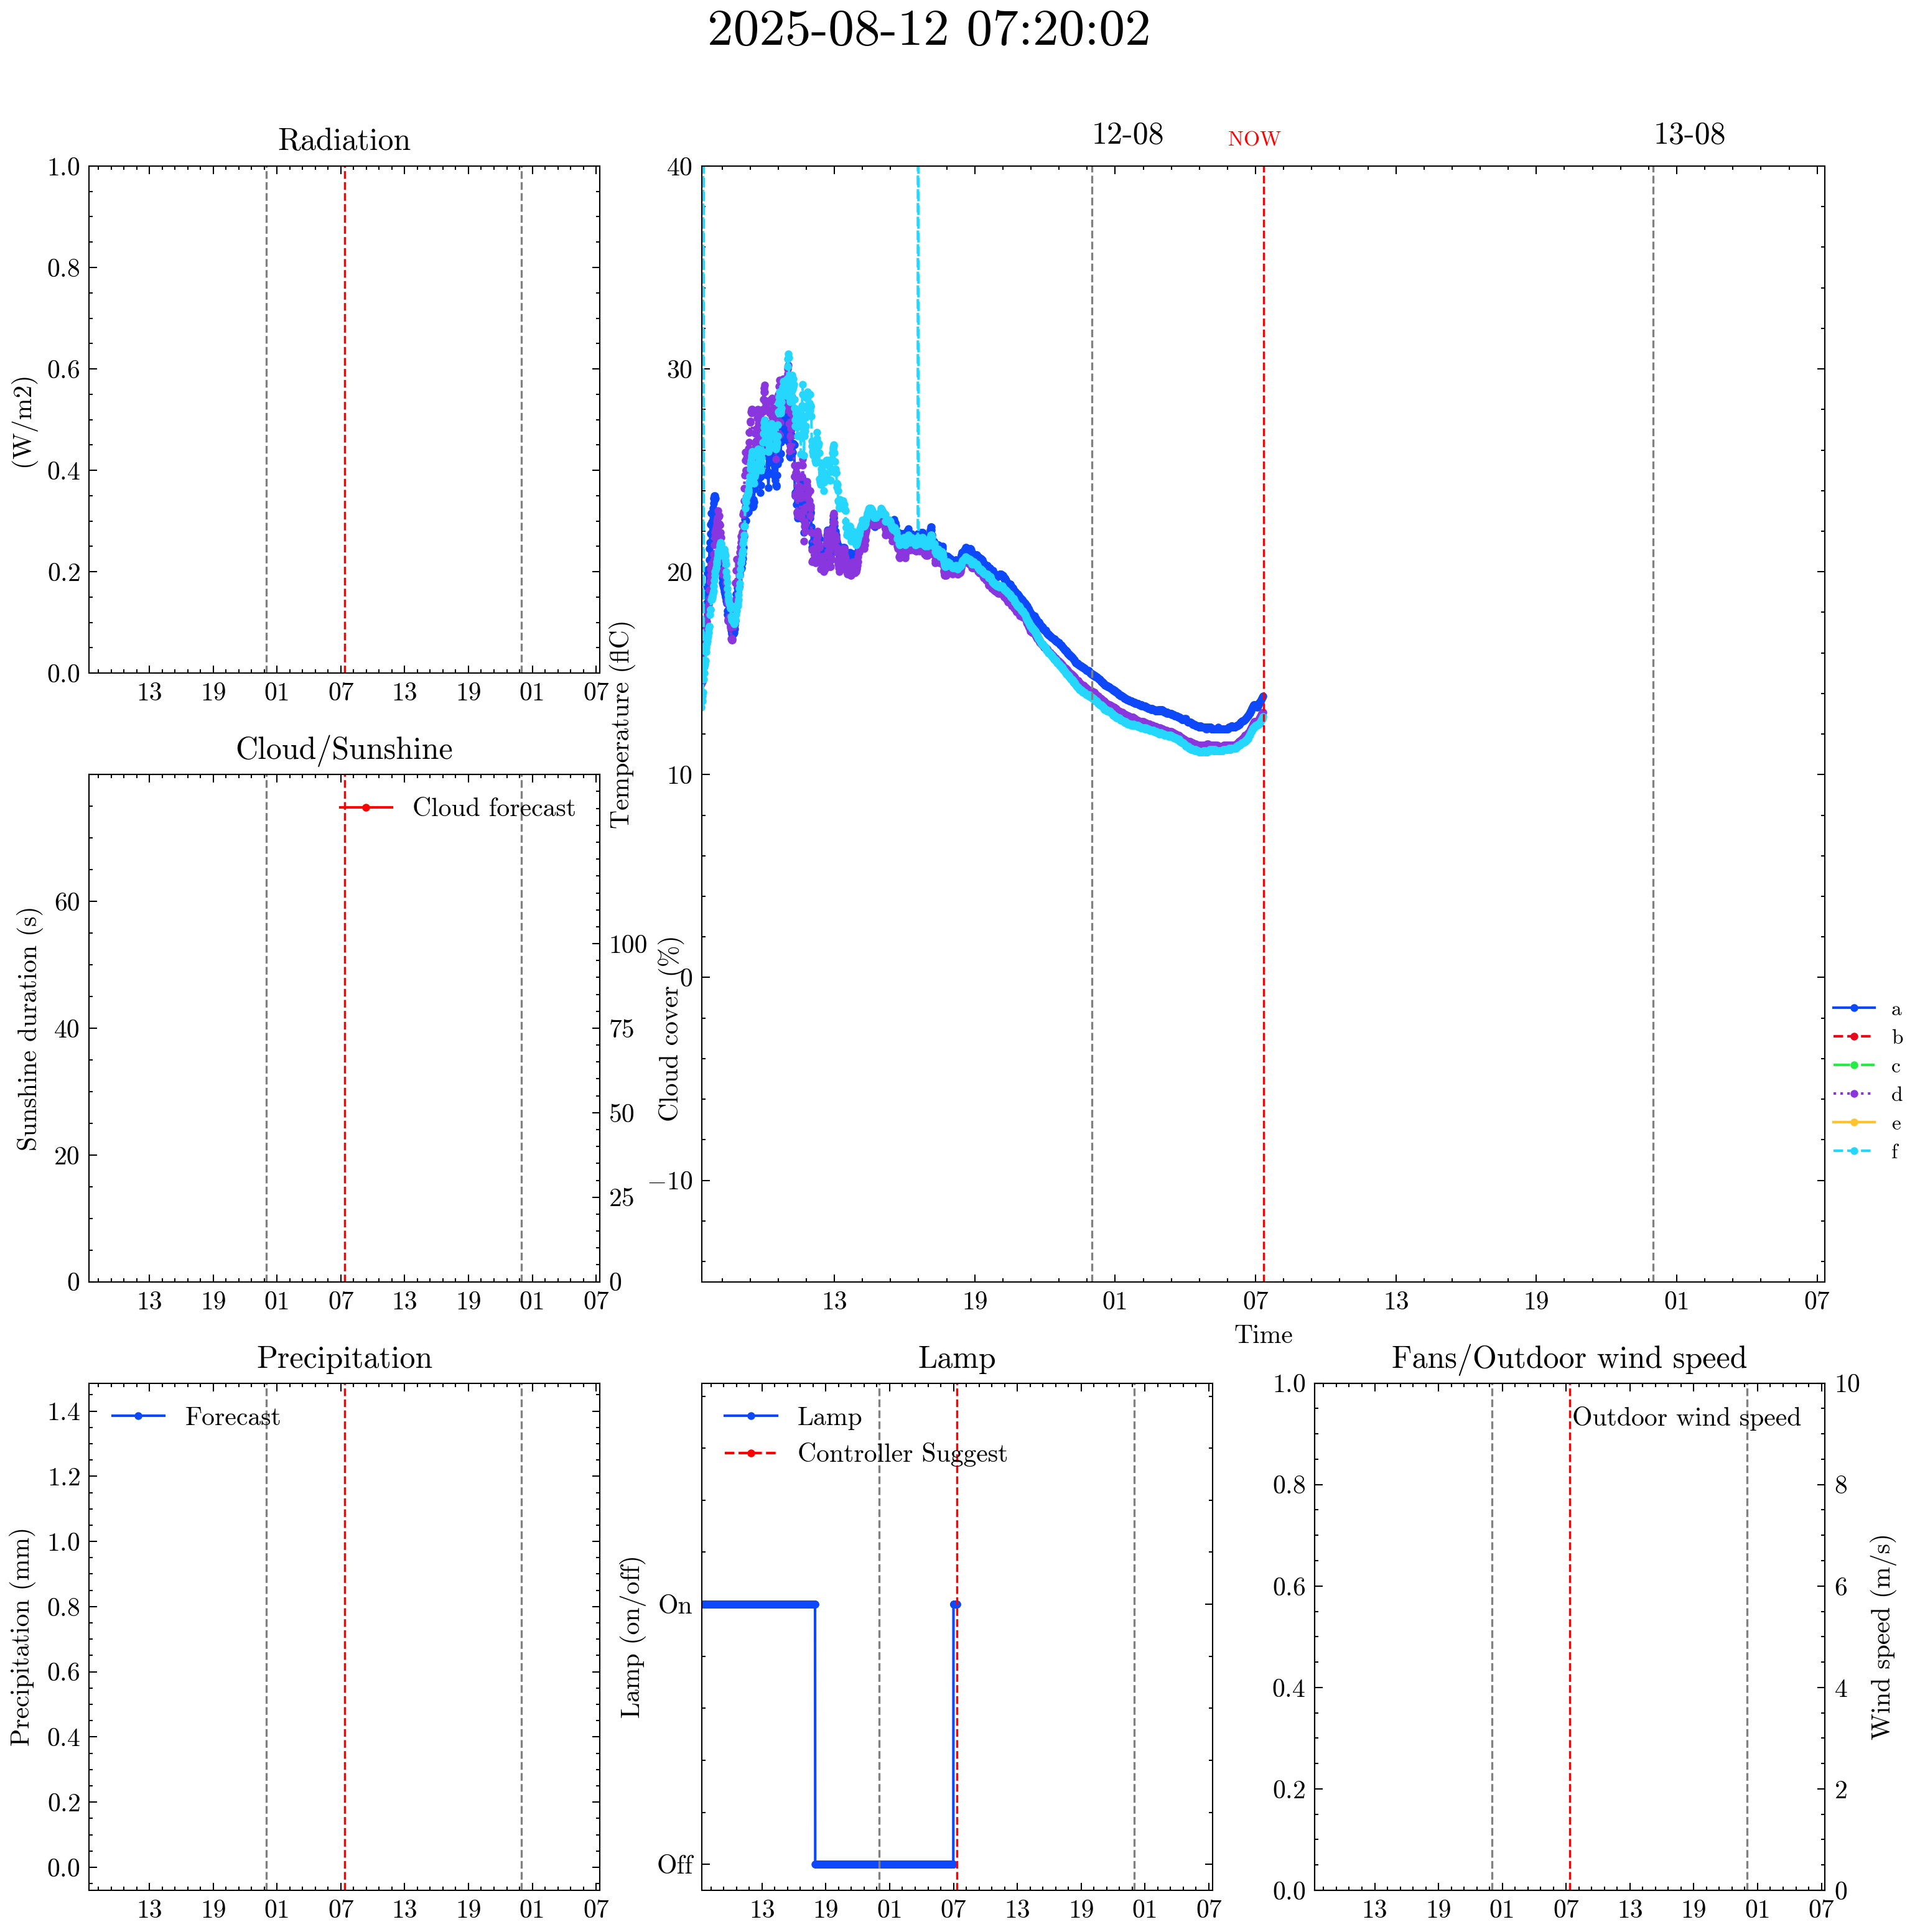 2025-08-12 07:20:02
Radiation
1.0
0.8
0.6
0.4
0.2
0.0
(W/m2)
13 19 01 07 13 19 01 07
12-08 NOW 13-08
40
30
20
10
0
−10
Temperature (flC)
13 19 01 07 13 19 01 07
Time
a
b
c
d
e
f
Cloud/Sunshine
Cloud forecast
60
40
20
0
Sunshine duration (s)
100
75
50
25
0
Cloud cover (%)
13 19 01 07 13 19 01 07
Precipitation
Forecast
1.4
1.2
1.0
0.8
0.6
0.4
0.2
0.0
Precipitation (mm)
13 19 01 07 13 19 01 07
Lamp
Lamp
Controller Suggest
On
Off
Lamp (on/off)
13 19 01 07 13 19 01 07
Fans/Outdoor wind speed
Outdoor wind speed
1.0
0.8
0.6
0.4
0.2
0.0
10
8
6
4
2
0
Wind speed (m/s)
13 19 01 07 13 19 01 07